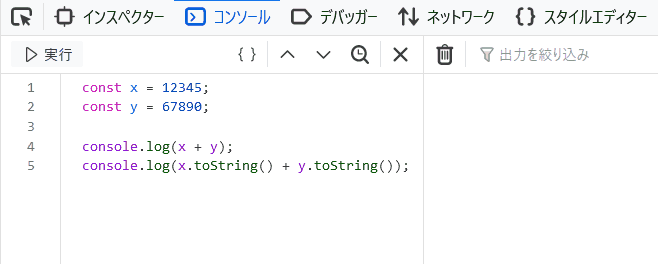 インスペクター コンソール デバッガー ネットワーク スタイルエディター
実行 { } 出力を絞り込み
1 const x = 12345;
2 const y = 67890;
3
4 console.log(x + y);
5 console.log(x.toString() + y.toString());